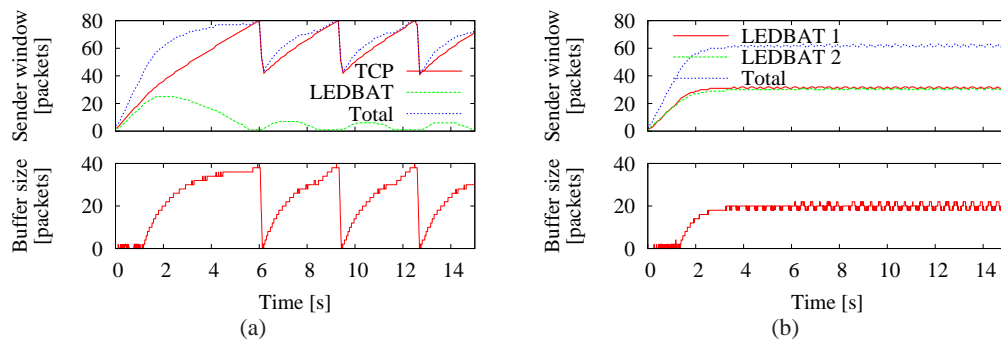 Sender window
[packets]
80
60
40
20
0
TCP
LEDBAT
Total
Buffer size
[packets]
40
20
0
0 2 4 6 8 10 12 14
Time [s]
(a)
Sender window
[packets]
80
60
40
20
0
LEDBAT 1
LEDBAT 2
Total
Buffer size
[packets]
40
20
0
0 2 4 6 8 10 12 14
Time [s]
(b)